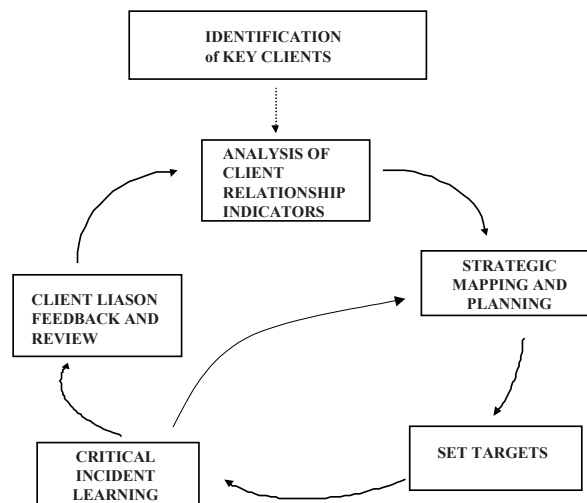 IDENTIFICATION
of KEY CLIENTS
ANALYSIS OF
CLIENT
RELATIONSHIP
INDICATORS
STRATEGIC
MAPPING AND
PLANNING
CLIENT LIASON
FEEDBACK AND
REVIEW
SET TARGETS
CRITICAL
INCIDENT
LEARNING